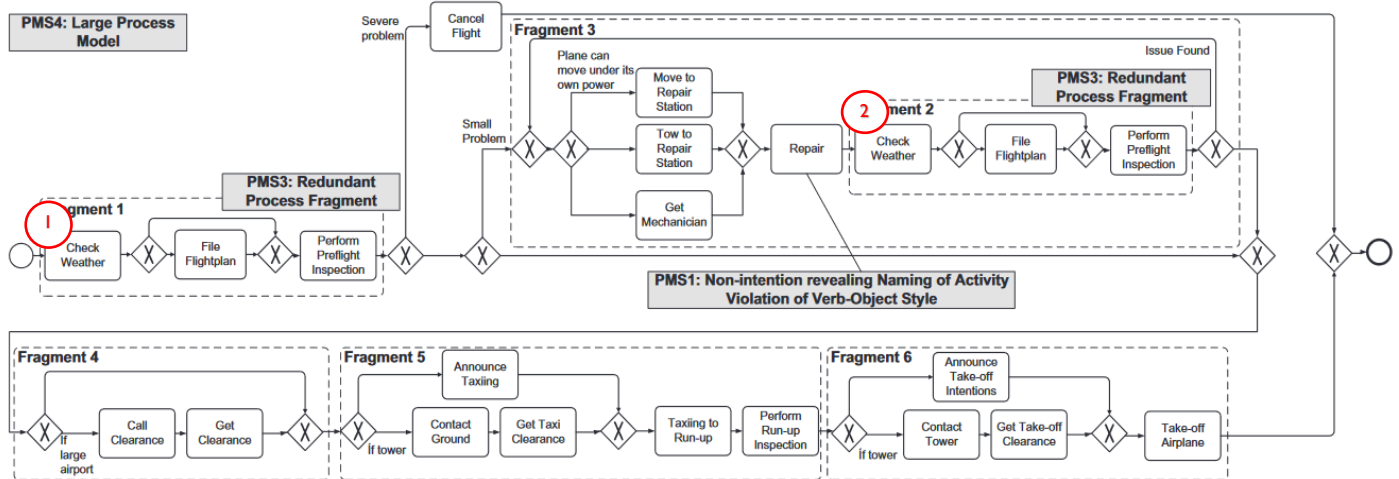 PMS4: Large Process
Model
Severe
problem
Cancel
Flight
Fragment 3
Issue Found
Plane can
move under its
own power
Move to
Repair
Station
PMS3: Redundant
Process Fragment
Small
Problem
2
ment 2
X
X
Tow to
Repair
Station
X
Repair
Check
Weather
X
File
Flightplan
X
Perform
Preflight
Inspection
X
Get
Mechanician
PMS3: Redundant
Process Fragment
1
gment 1
Check
Weather
X
File
Flightplan
X
Perform
Preflight
Inspection
X
X
X
X
PMS1: Non-intention revealing Naming of Activity
Violation of Verb-Object Style
Fragment 4
X
If
large
airport
Call
Clearance
Get
Clearance
X
Fragment 5
Announce
Taxiing
X
If tower
Contact
Ground
Get Taxi
Clearance
X
Taxiing to
Run-up
Perform
Run-up
Inspection
Fragment 6
Announce
Take-off
Intentions
X
If tower
Contact
Tower
Get Take-off
Clearance
X
Take-off
Airplane